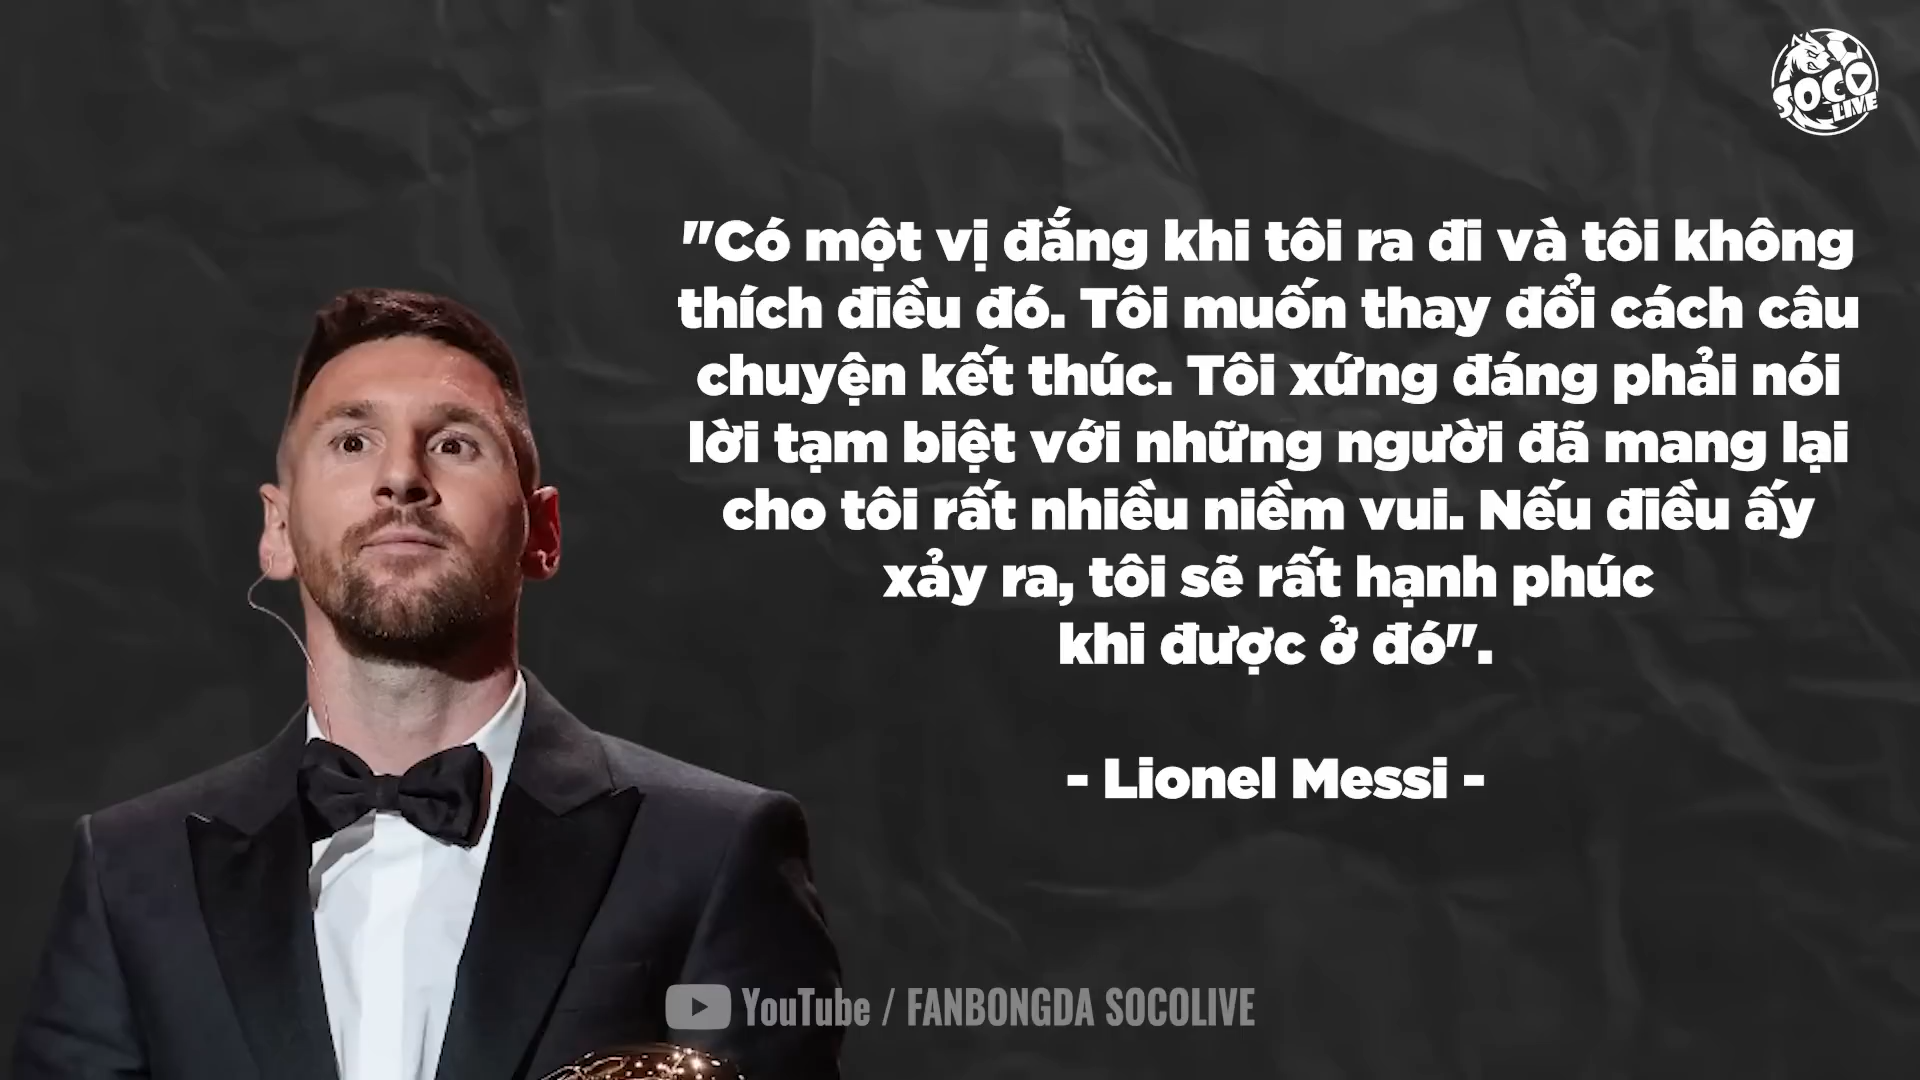 SOCO
LIVE
"Có một vị đắng khi tôi ra đi và tôi không
thích điều đó. Tôi muốn thay đổi cách câu
chuyện kết thúc. Tôi xứng đáng phải nói
lời tạm biệt với những người đã mang lại
cho tôi rất nhiều niềm vui. Nếu điều ấy
xảy ra, tôi sẽ rất hạnh phúc
khi được ở đó".
- Lionel Messi -
YouTube / FANBONGDA SOCOLIVE